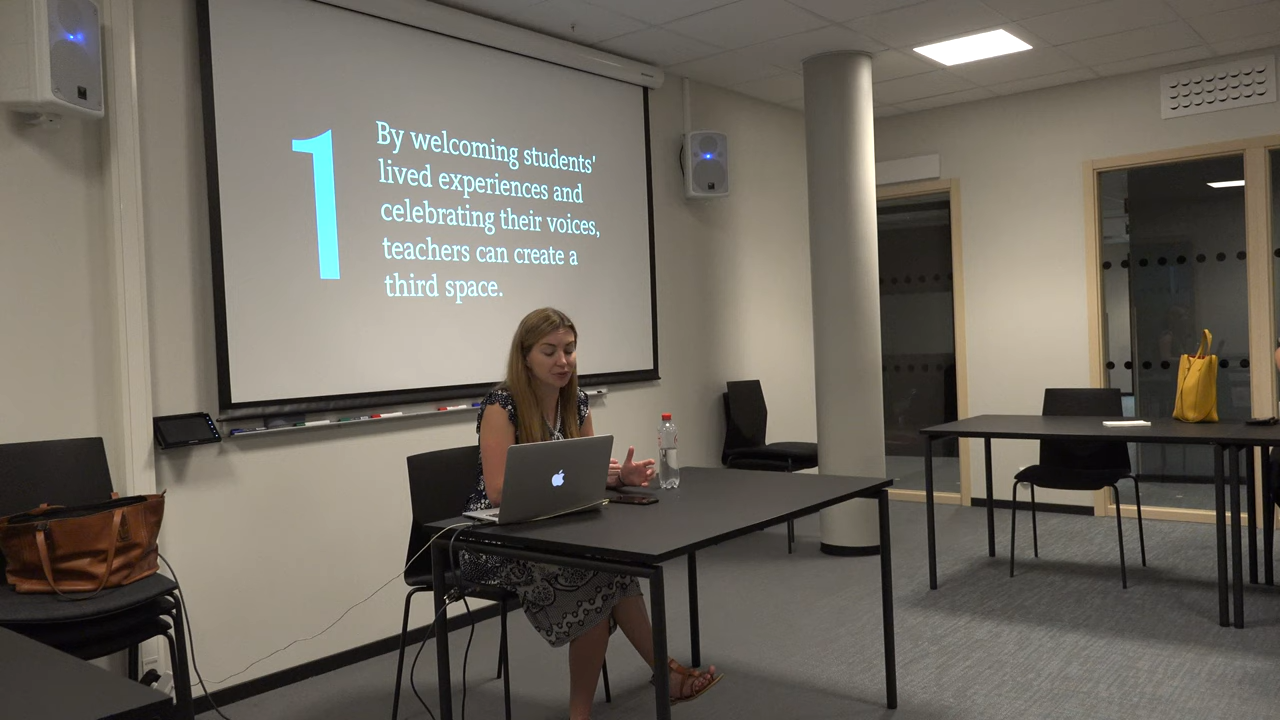 1
By welcoming students'
lived experiences and
celebrating their voices,
teachers can create a
third space.